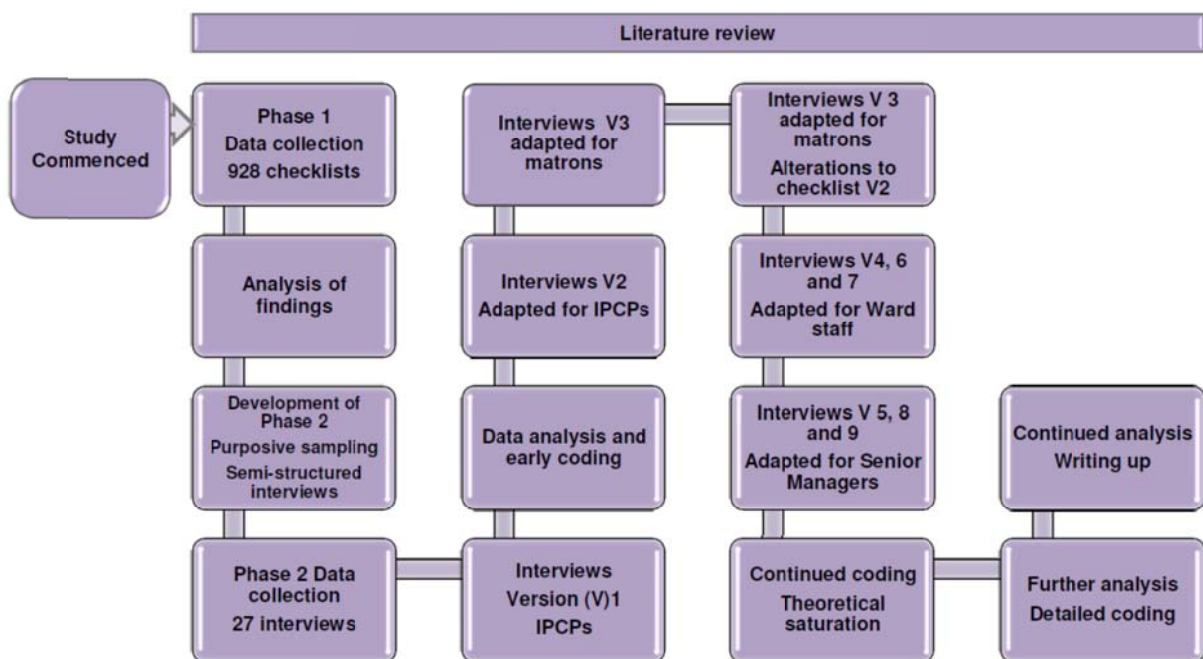 Literature review
Study
Commenced
Phase 1
Data collection
928 checklists
Analysis of
findings
Development of
Phase 2
Purposive sampling
Semi-structured
interviews
Phase 2 Data
collection
27 interviews
Interviews V3
adapted for
matrons
Interviews V2
Adapted for IPCPs
Data analysis and
early coding
Interviews
Version (V)1
IPCPs
Interviews V 3
adapted for
matrons
Alterations to
checklist V2
Interviews V4, 6
and 7
Adapted for Ward
staff
Interviews V 5, 8
and 9
Adapted for Senior
Managers
Continued coding
Theoretical
saturation
Continued analysis
Writing up
Further analysis
Detailed coding